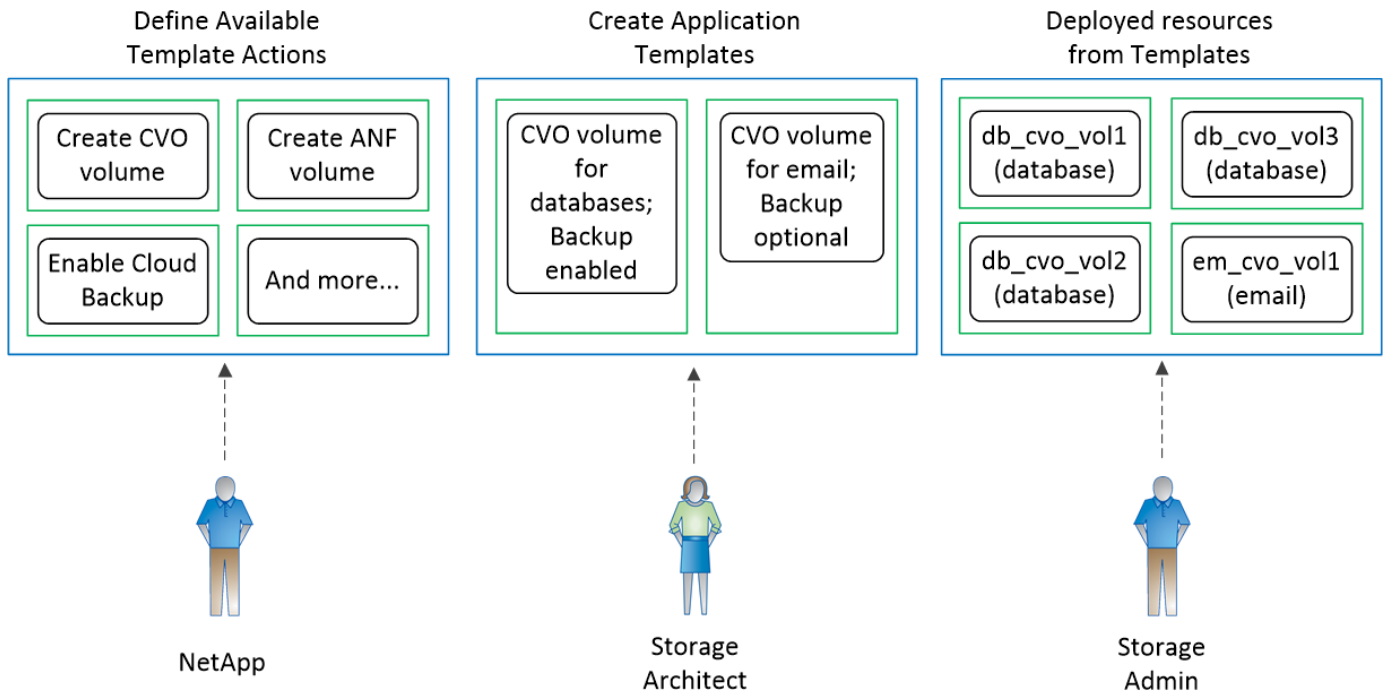 Define Available
Template Actions
Create CVO
volume
Create ANF
volume
Enable Cloud
Backup
And more...
NetApp
Create Application
Templates
CVO volume
for
databases;
Backup
enabled
CVO volume
for email;
Backup
optional
Storage
Architect
Deployed resources
from Templates
db_cvo_vol1
(database)
db_cvo_vol3
(database)
db_cvo_vol2
(database)
em_cvo_vol1
(email)
Storage
Admin